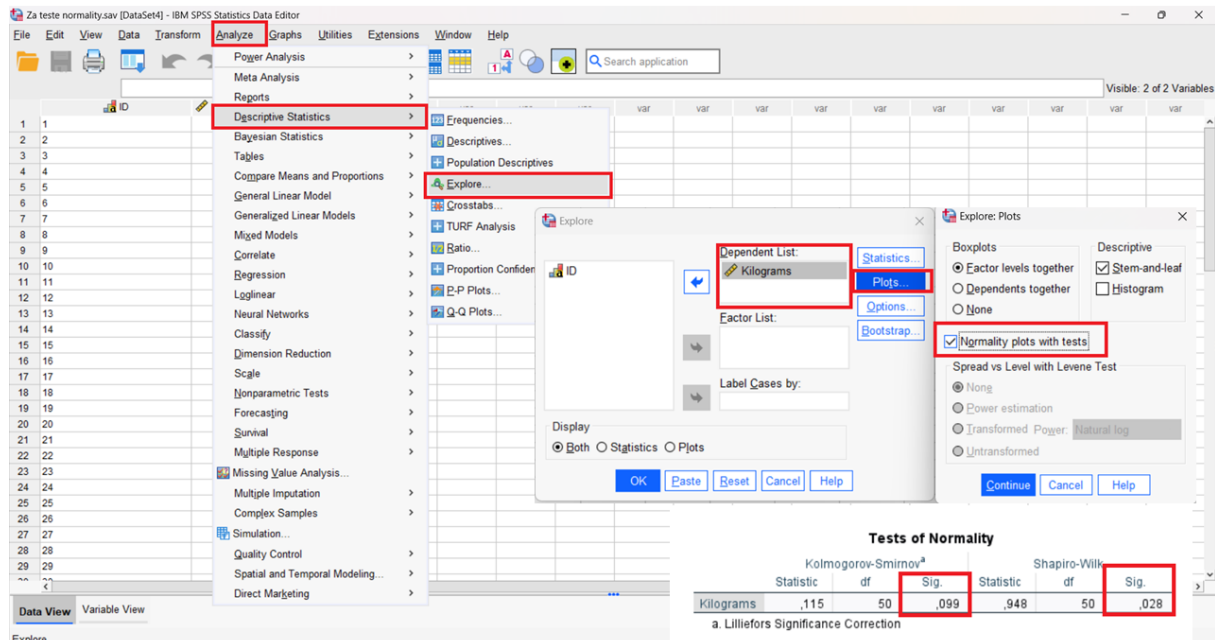 Za teste normality.sav [DataSet4] - IBM SPSS Statistics Data Editor
File Edit View Data Transform Analyze Graphs Utilities Extensions Window Help
Search application
Visible: 2 of 2 Variables
ID
var var var var var var var var var var
1 1
2 2
3 3
4 4
5 5
6 6
7 7
8 8
9 9
10 10
11 11
12 12
13 13
14 14
15 15
16 16
17 17
18 18
19 19
20 20
21 21
22 22
23 23
24 24
25 25
26 26
27 27
28 28
29 29
Data View Variable View
Explore
Power Analysis
Meta Analysis
Reports
Descriptive Statistics
Bayesian Statistics
Tables
Compare Means and Proportions
General Linear Model
Generalized Linear Models
Mixed Models
Correlate
Regression
Loglinear
Neural Networks
Classify
Dimension Reduction
Scale
Nonparametric Tests
Forecasting
Survival
Multiple Response
Missing Value Analysis...
Multiple Imputation
Complex Samples
Simulation...
Quality Control
Spatial and Temporal Modeling...
Direct Marketing
Frequencies...
Descriptives...
Population Descriptives
Explore...
Crosstabs...
TURF Analysis
Ratio...
Proportion Confiden
P-P Plots...
Q-Q Plots...
Explore
ID
Dependent List:
Kilograms
Factor List:
Label Cases by:
Statistics...
Plots...
Options...
Bootstrap...
Display
Both Statistics Plots
OK Paste Reset Cancel Help
Explore: Plots
Boxplots
Factor levels together
Dependents together
None
Descriptive
Stem-and-leaf
Histogram
Normality plots with tests
Spread vs Level with Levene Test
None
Power estimation
Transformed Power: Natural log
Untransformed
Continue Cancel Help
Tests of Normality
Kolmogorov-Smirnovᵃ Shapiro-Wilk
Statistic df Sig. Statistic df Sig.
Kilograms ,115 50 ,099 ,948 50 ,028
a. Lilliefors Significance Correction